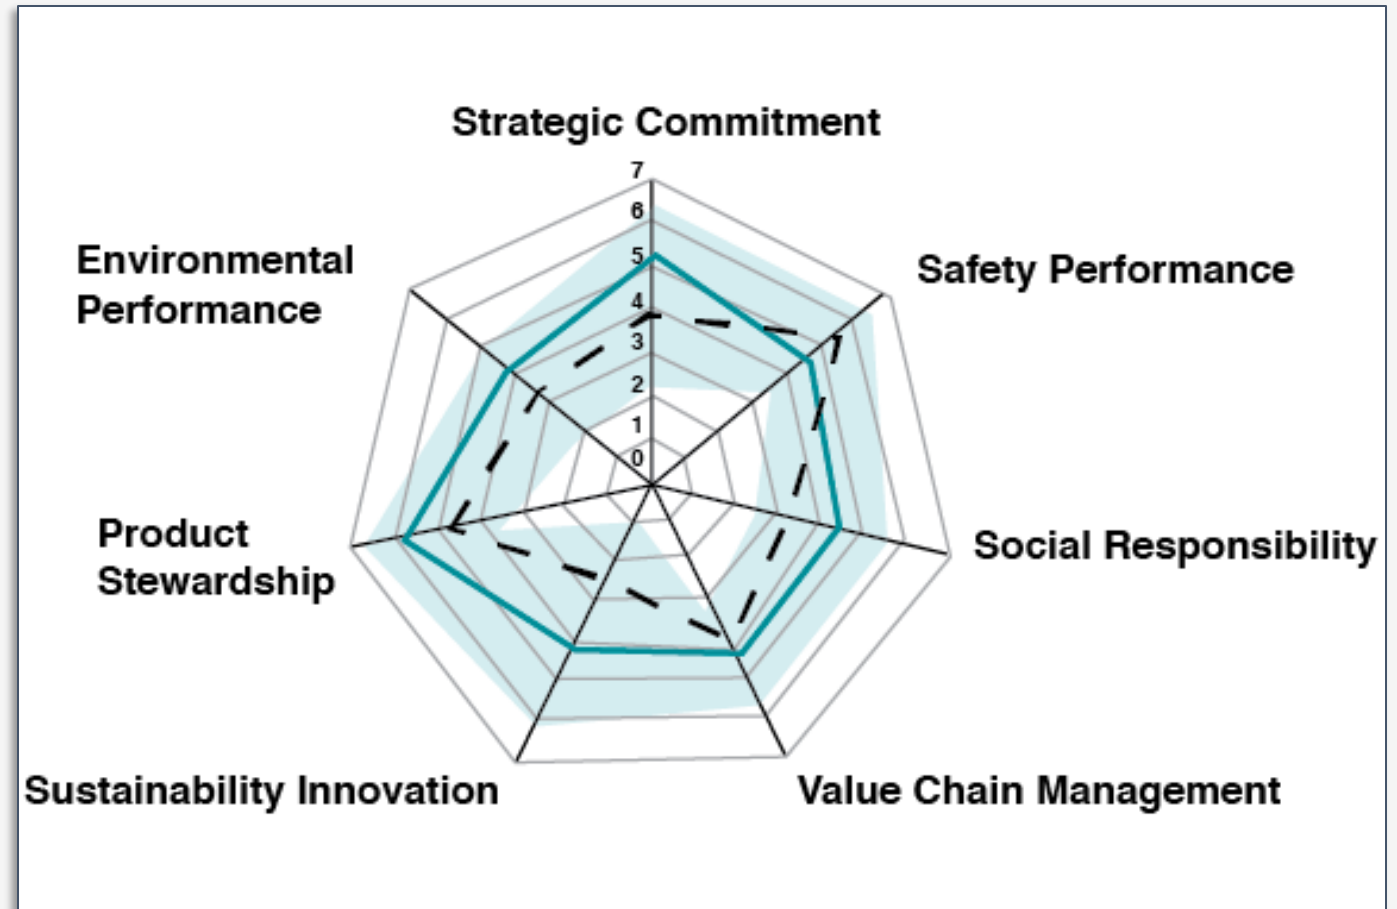 Strategic Commitment
7
6
5
4
3
2
1
0
Environmental
Performance
Safety Performance
Product
Stewardship
Social Responsibility
Sustainability Innovation
Value Chain Management